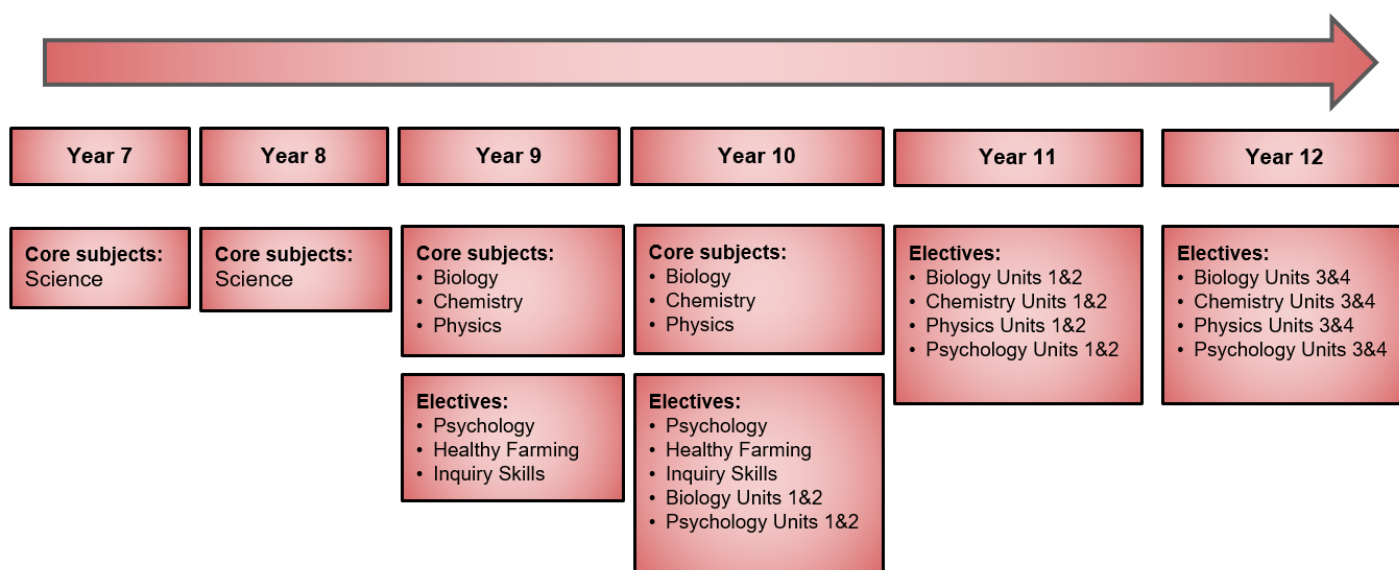 Year 7
Year 8
Year 9
Year 10
Year 11
Year 12
Core subjects:
Science
Core subjects:
Science
Core subjects:
• Biology
• Chemistry
• Physics
Electives:
• Psychology
• Healthy Farming
• Inquiry Skills
Core subjects:
• Biology
• Chemistry
• Physics
Electives:
• Psychology
• Healthy Farming
• Inquiry Skills
• Biology Units 1&2
• Psychology Units 1&2
Electives:
• Biology Units 1&2
• Chemistry Units 1&2
• Physics Units 1&2
• Psychology Units 1&2
Electives:
• Biology Units 3&4
• Chemistry Units 3&4
• Physics Units 3&4
• Psychology Units 3&4